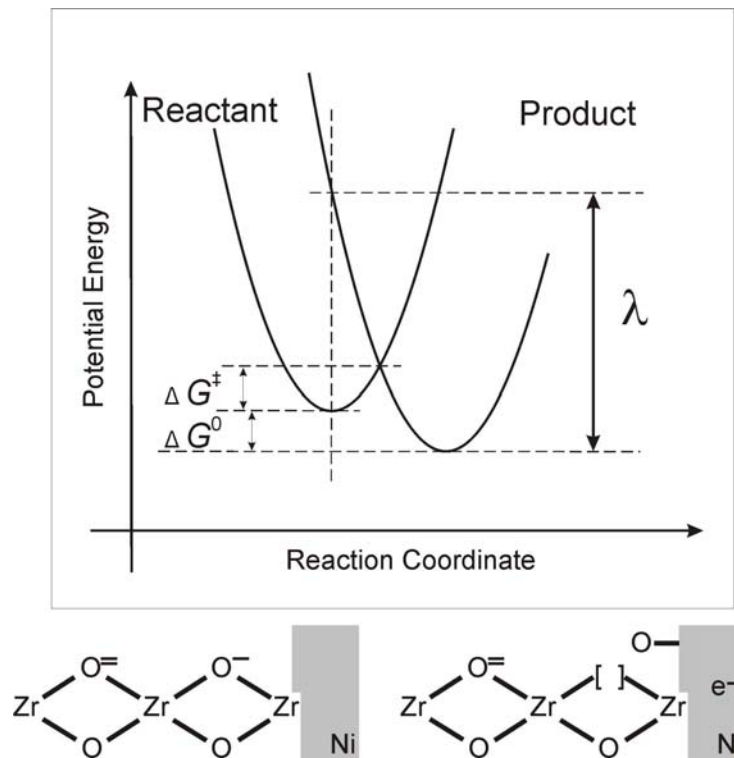 Reactant
Product
Potential Energy
λ
Δ G‡
Δ G0
Reaction Coordinate
O= O– O
O= [ ] e–
Zr Zr Zr
Zr Zr Zr
O O Ni
O O N